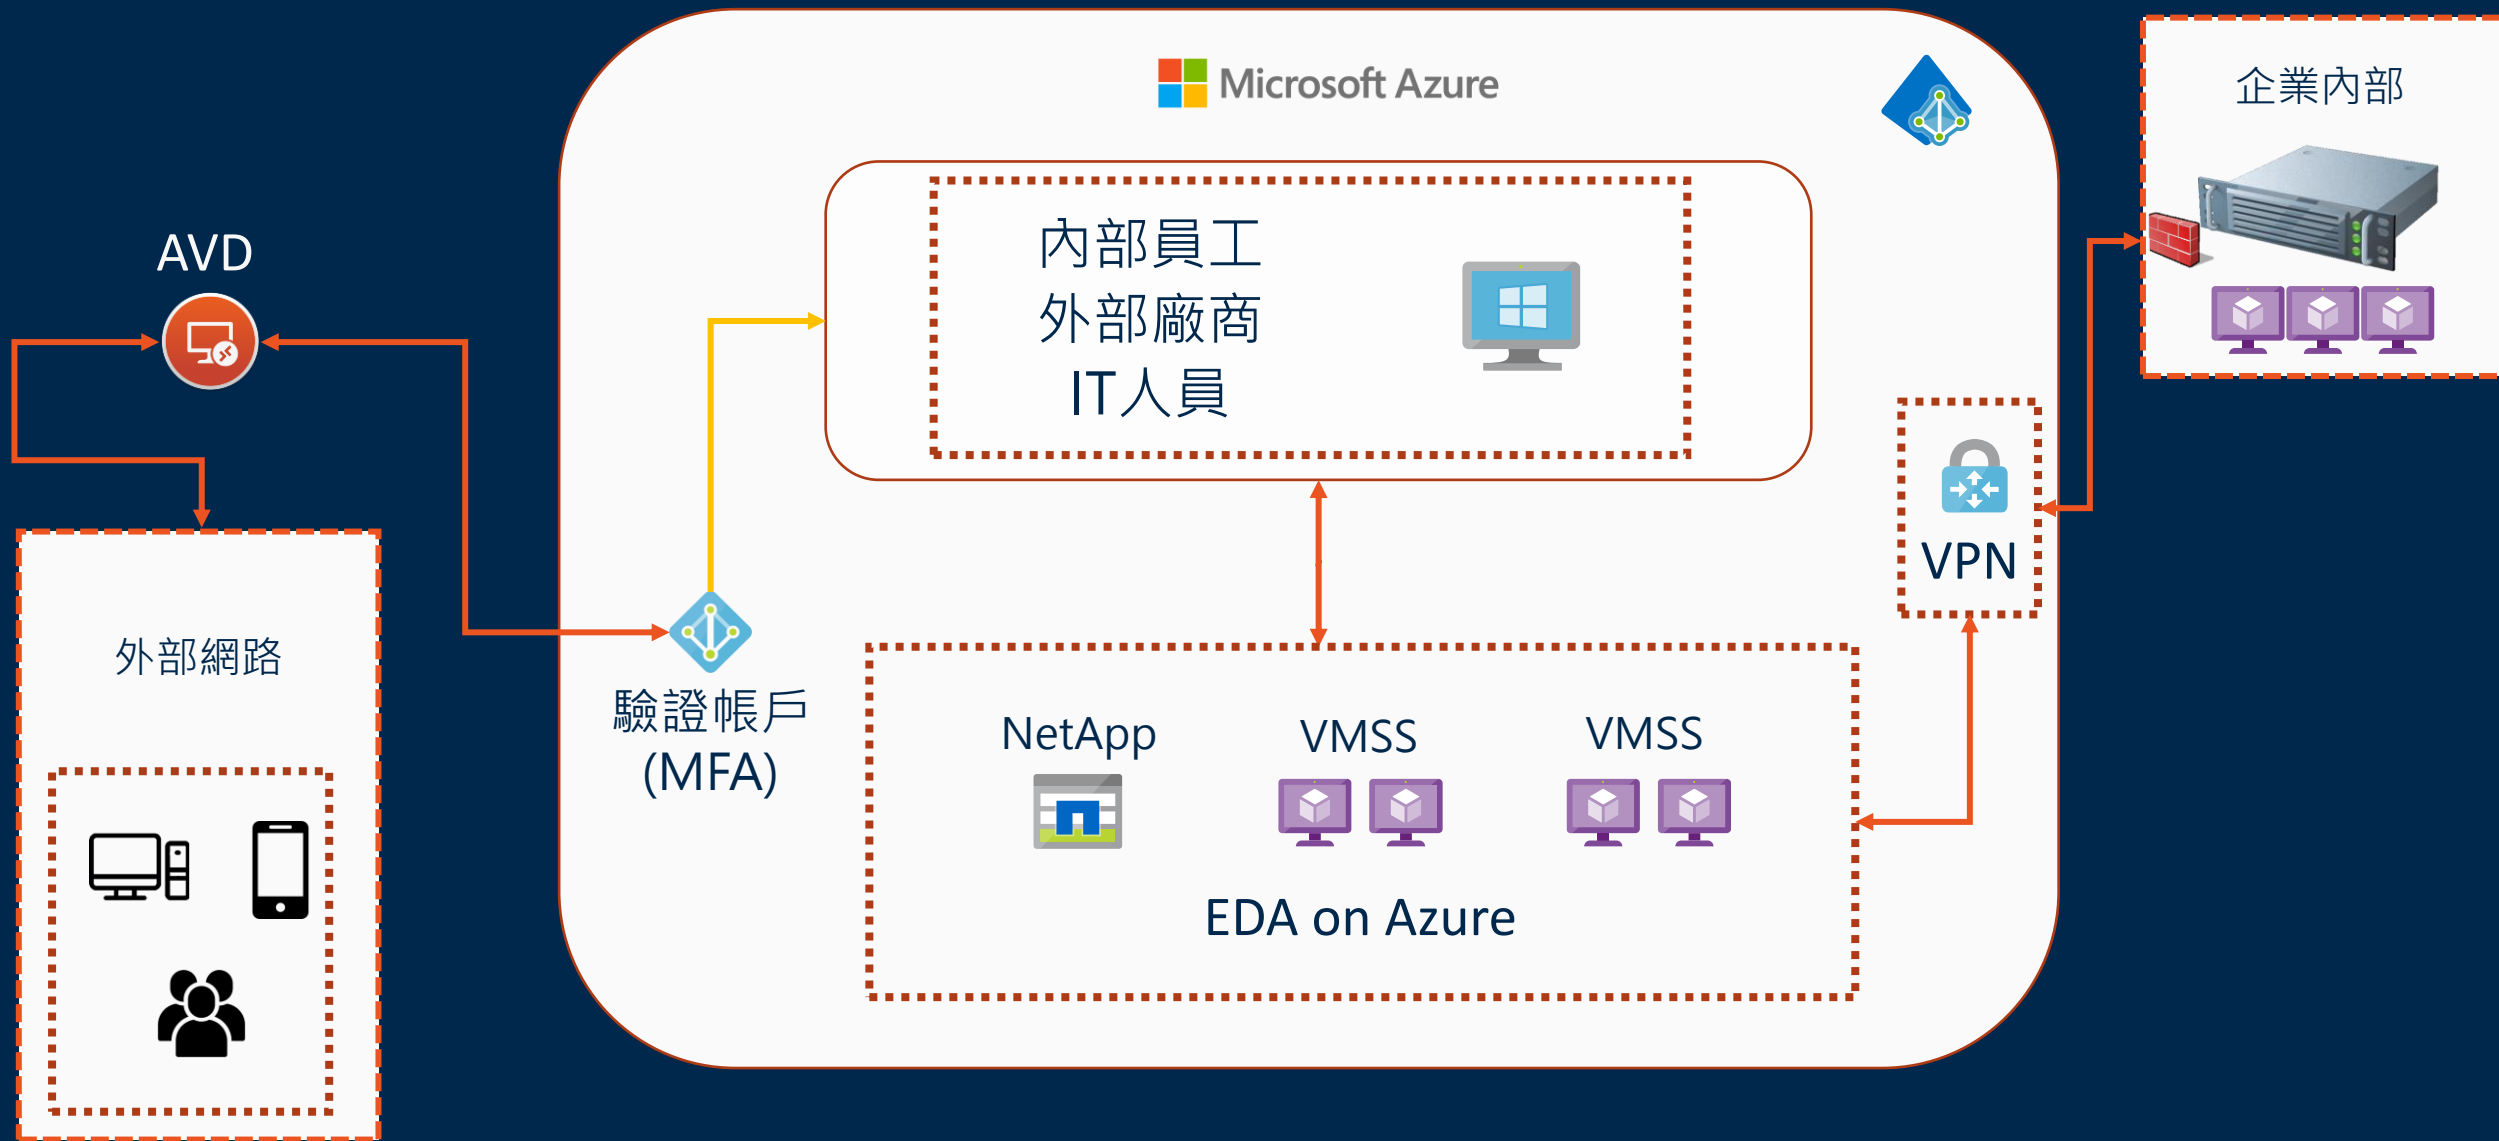 Microsoft Azure
企業內部
AVD
內部員工
外部廠商
IT人員
VPN
外部網路
驗證帳戶
(MFA)
NetApp
VMSS
VMSS
EDA on Azure